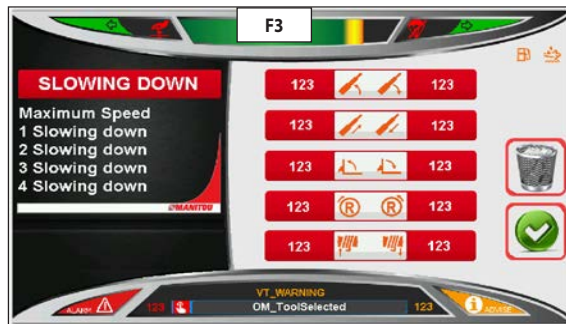 F3
SLOWING DOWN
Maximum Speed
1 Slowing down
2 Slowing down
3 Slowing down
4 Slowing down
MANITOU
123 123
123 123
123 123
123 R R 123
123 123
ALARM 123 VT_WARNING 123 ADVISE
OM_ToolSelected